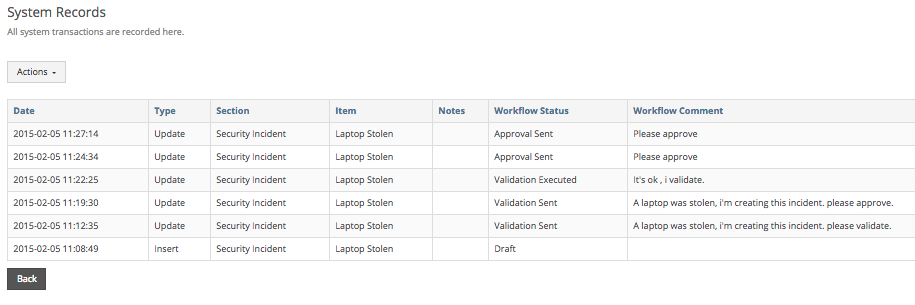 System Records
All system transactions are recorded here.
Actions
Date Type Section Item Notes Workflow Status Workflow Comment
2015-02-05 11:27:14 Update Security Incident Laptop Stolen Approval Sent Please approve
2015-02-05 11:24:34 Update Security Incident Laptop Stolen Approval Sent Please approve
2015-02-05 11:22:25 Update Security Incident Laptop Stolen Validation Executed It's ok , i validate.
2015-02-05 11:19:30 Update Security Incident Laptop Stolen Validation Sent A laptop was stolen, i'm creating this incident. please approve.
2015-02-05 11:12:35 Update Security Incident Laptop Stolen Validation Sent A laptop was stolen, i'm creating this incident. please validate.
2015-02-05 11:08:49 Insert Security Incident Laptop Stolen Draft
Back